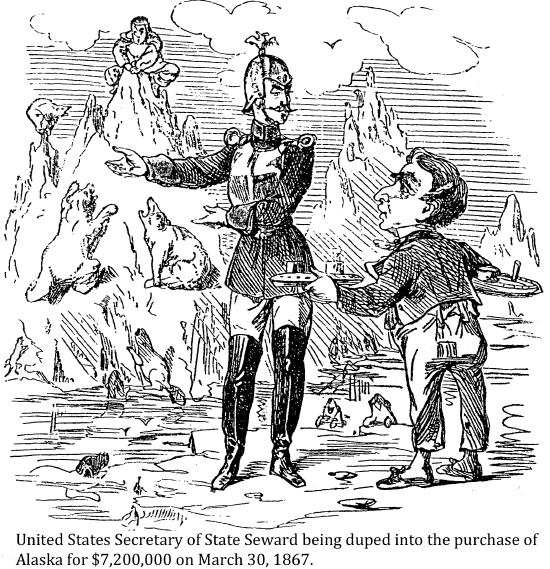 United States Secretary of State Seward being duped into the purchase of
Alaska for $7,200,000 on March 30, 1867.